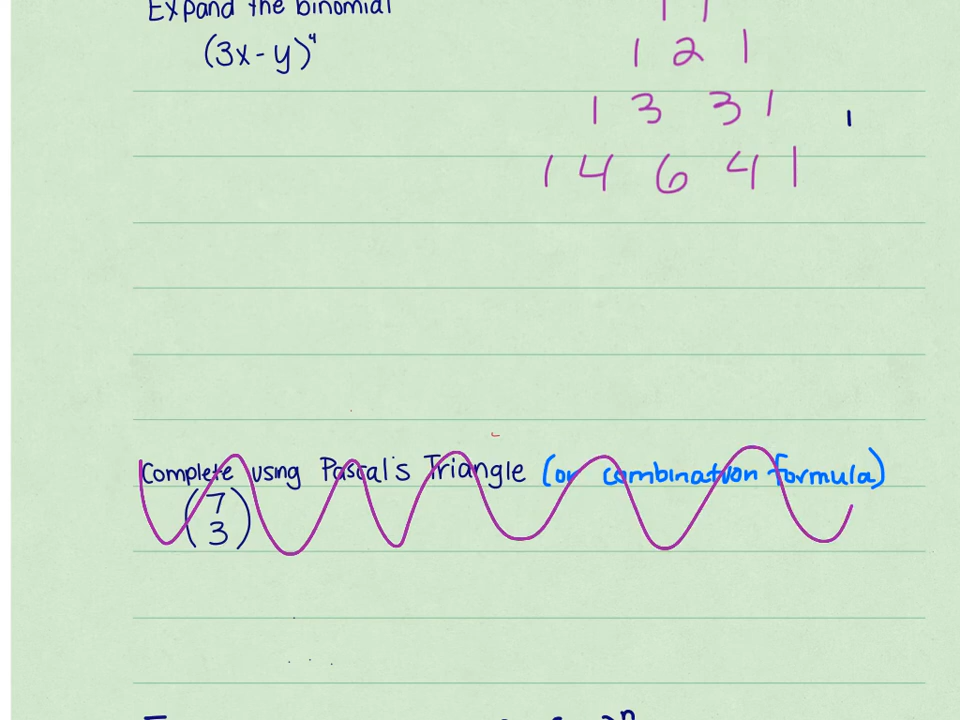 Expand the binomial
(3x-y)⁴
1 1
1 2 1
1 3 3 1
1
1 4 6 4 1
Complete using Pascal's Triangle (or combination formula)
(7
3)